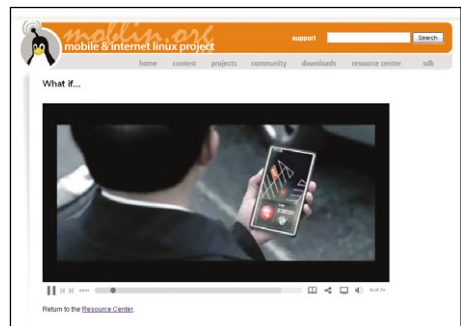 moblin.org
mobile & internet linux project
support
Search
home contest projects community downloads resource center sdk
What if...
Return to the Resource Center.